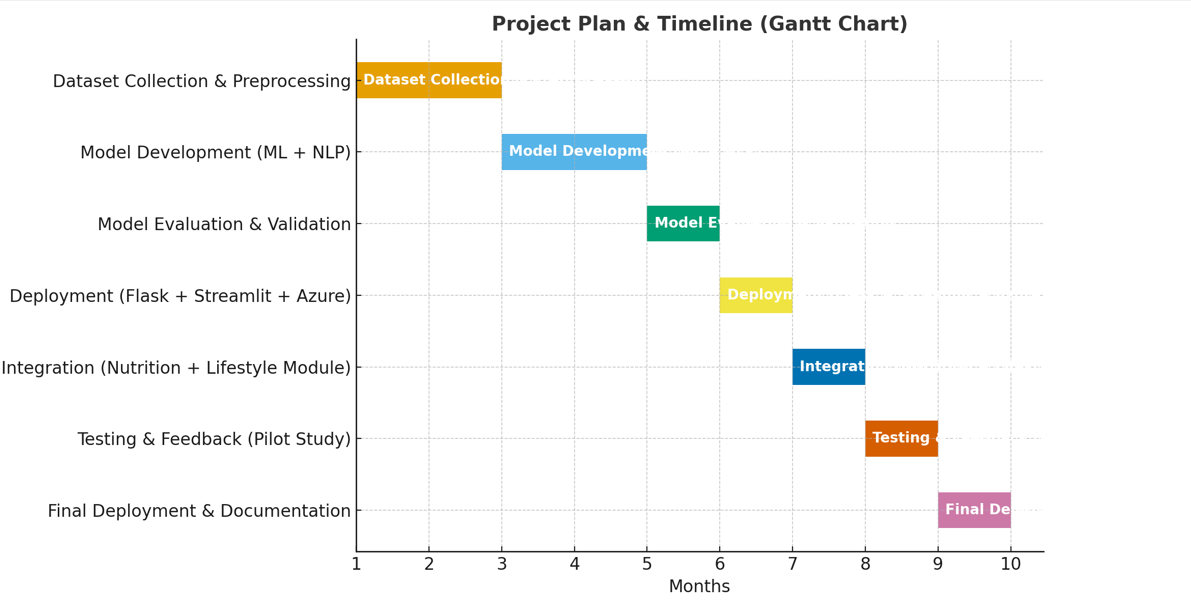 Project Plan & Timeline (Gantt Chart)
Dataset Collection & Preprocessing
Dataset Collection
Model Development (ML + NLP)
Model Developme
Model Evaluation & Validation
Model Ev
Deployment (Flask + Streamlit + Azure)
Deploym
Integration (Nutrition + Lifestyle Module)
Integrat
Testing & Feedback (Pilot Study)
Testing &
Final Deployment & Documentation
Final De
1 2 3 4 5 6 7 8 9 10
Months